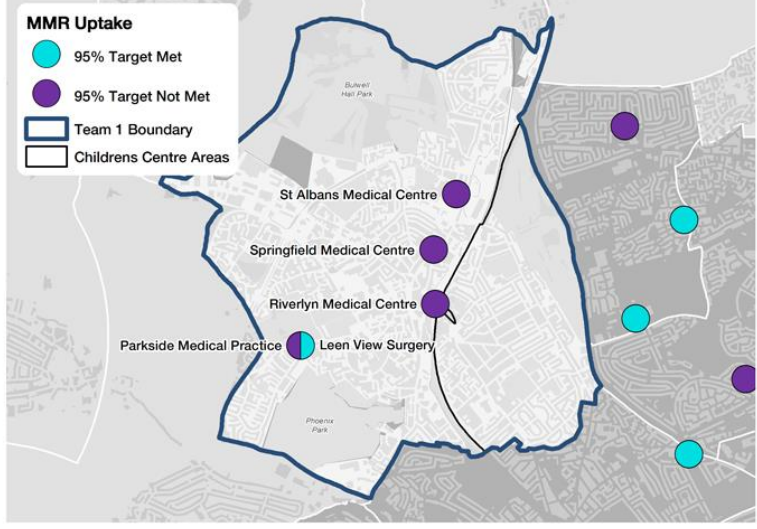 MMR Uptake
95% Target Met
95% Target Not Met
Team 1 Boundary
Childrens Centre Areas
Bulwell
Hall Park
St Albans Medical Centre
Springfield Medical Centre
Riverlyn Medical Centre
Parkside Medical Practice
Leen View Surgery
Phoenix
Park